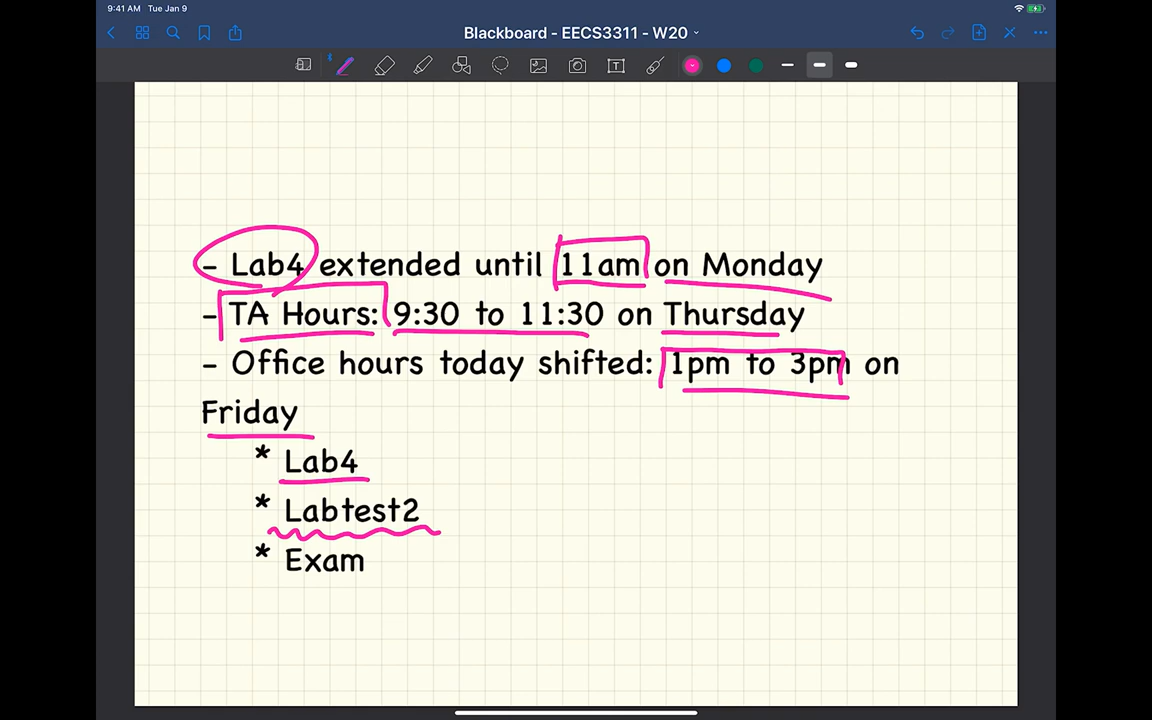 9:41 AM Tue Jan 9
Blackboard - EECS3311 - W20
- Lab4 extended until 11am on Monday
- TA Hours: 9:30 to 11:30 on Thursday
- Office hours today shifted: 1pm to 3pm on
Friday
* Lab4
* Labtest2
* Exam